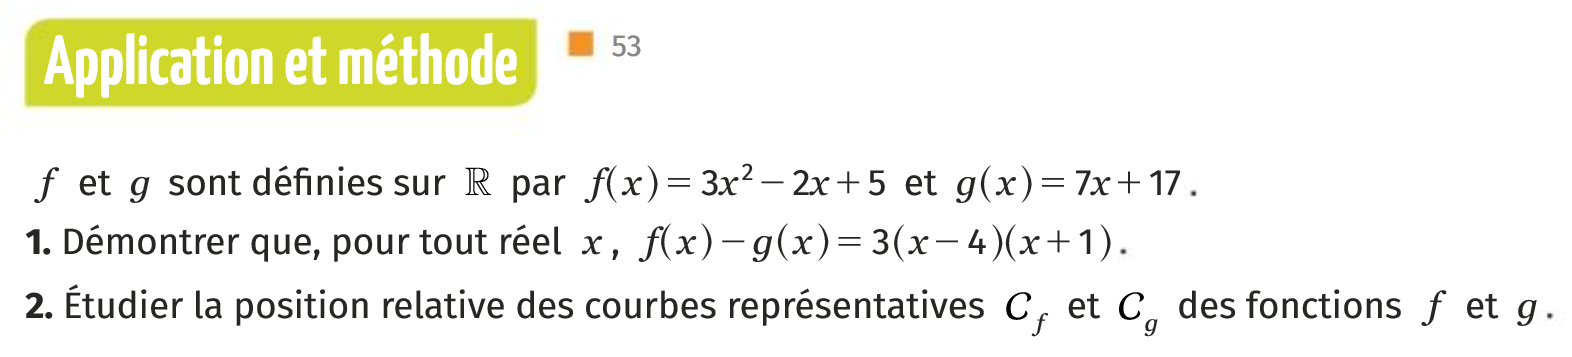 Application et méthode 53
f et g sont définies sur ℝ par f(x) = 3x² − 2x + 5 et g(x) = 7x + 17.
1. Démontrer que, pour tout réel x, f(x) − g(x) = 3(x − 4)(x + 1).
2. Étudier la position relative des courbes représentatives 𝒞_f et 𝒞_g des fonctions f et g.